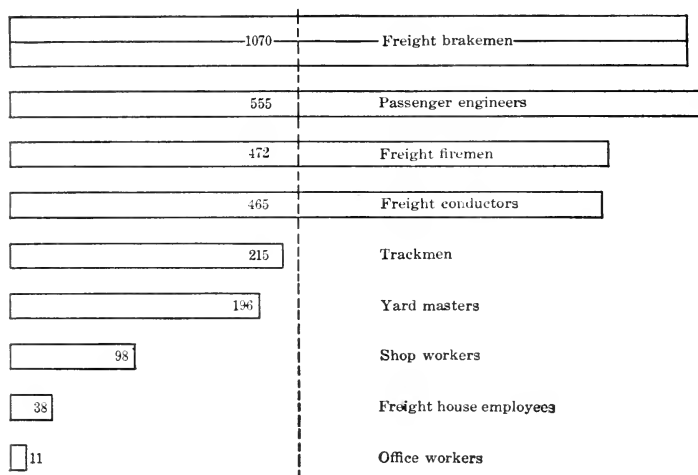 1070 Freight brakemen
555 Passenger engineers
472 Freight firemen
465 Freight conductors
215 Trackmen
196 Yard masters
98 Shop workers
38 Freight house employees
11 Office workers